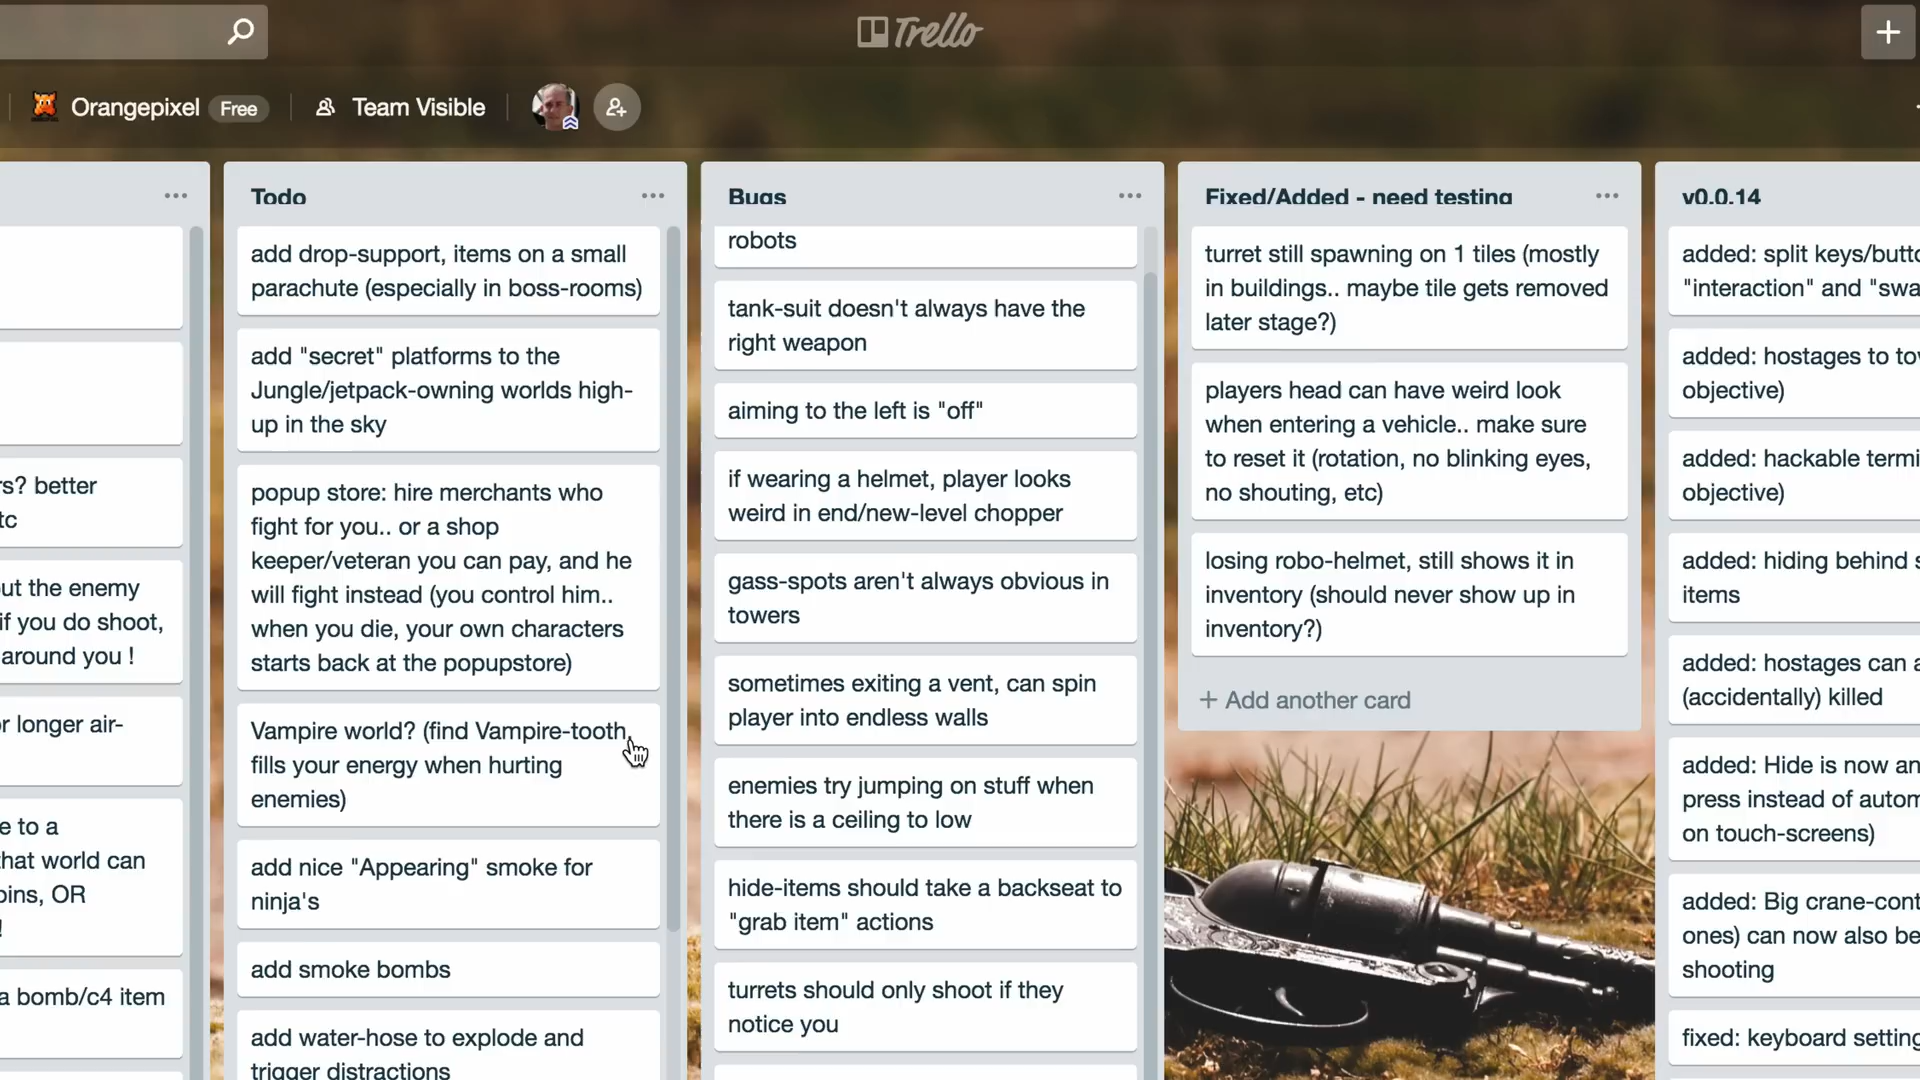 Trello
Orangepixel Free
Team Visible
rs? better
tc
ut the enemy
if you do shoot,
around you !
r longer air-
e to a
hat world can
oins, OR
!
a bomb/c4 item
Todo
add drop-support, items on a small
parachute (especially in boss-rooms)
add "secret" platforms to the
Jungle/jetpack-owning worlds high-
up in the sky
popup store: hire merchants who
fight for you.. or a shop
keeper/veteran you can pay, and he
will fight instead (you control him..
when you die, your own characters
starts back at the popupstore)
Vampire world? (find Vampire-tooth,
fills your energy when hurting
enemies)
add nice "Appearing" smoke for
ninja's
add smoke bombs
add water-hose to explode and
trigger distractions
Bugs
robots
tank-suit doesn't always have the
right weapon
aiming to the left is "off"
if wearing a helmet, player looks
weird in end/new-level chopper
gass-spots aren't always obvious in
towers
sometimes exiting a vent, can spin
player into endless walls
enemies try jumping on stuff when
there is a ceiling to low
hide-items should take a backseat to
"grab item" actions
turrets should only shoot if they
notice you
Fixed/Added - need testing
turret still spawning on 1 tiles (mostly
in buildings.. maybe tile gets removed
later stage?)
players head can have weird look
when entering a vehicle.. make sure
to reset it (rotation, no blinking eyes,
no shouting, etc)
losing robo-helmet, still shows it in
inventory (should never show up in
inventory?)
+ Add another card
v0.0.14
added: split keys/butto
"interaction" and "swa
added: hostages to tow
objective)
added: hackable termi
objective)
added: hiding behind s
items
added: hostages can a
(accidentally) killed
added: Hide is now an
press instead of autom
on touch-screens)
added: Big crane-cont
ones) can now also be
shooting
fixed: keyboard setting